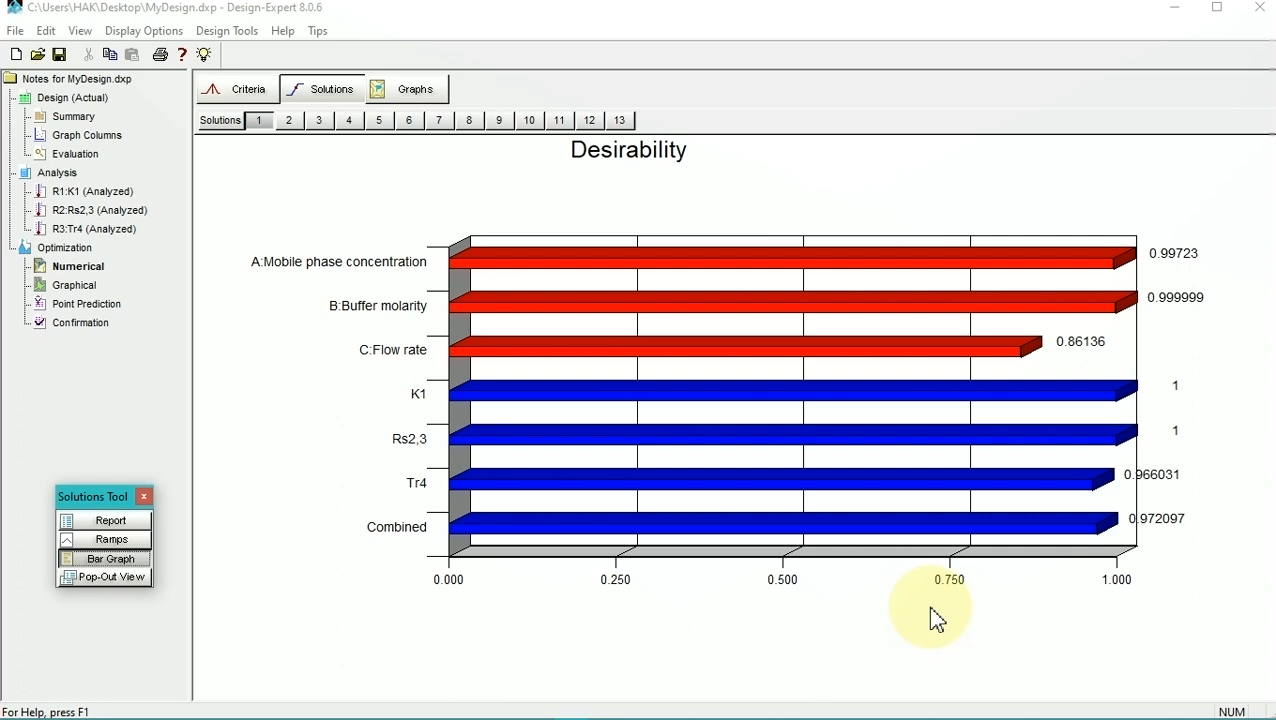 C:\Users\HAK\Desktop\MyDesign.dxp - Design-Expert 8.0.6
File Edit View Display Options Design Tools Help Tips
Notes for MyDesign.dxp
Design (Actual)
Summary
Graph Columns
Evaluation
Analysis
R1:K1 (Analyzed)
R2:Rs2,3 (Analyzed)
R3:Tr4 (Analyzed)
Optimization
Numerical
Graphical
Point Prediction
Confirmation
Solutions Tool
Report
Ramps
Bar Graph
Pop-Out View
Criteria Solutions Graphs
Solutions 1 2 3 4 5 6 7 8 9 10 11 12 13
Desirability
A:Mobile phase concentration 0.99723
B:Buffer molarity 0.999999
C:Flow rate 0.86136
K1 1
Rs2,3 1
Tr4 0.966031
Combined 0.972097
0.000 0.250 0.500 0.750 1.000
For Help, press F1 NUM